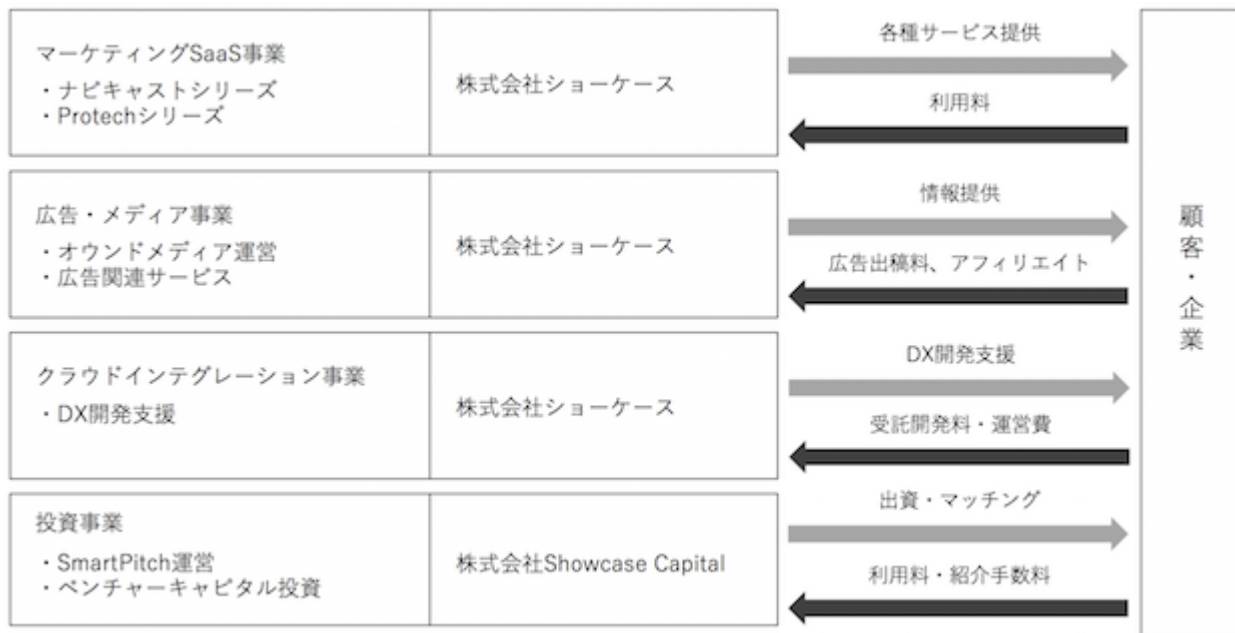 マーケティングSaaS事業
・ナビキャストシリーズ
・Protechシリーズ
株式会社ショーケース
各種サービス提供
利用料
広告・メディア事業
・オウンドメディア運営
・広告関連サービス
株式会社ショーケース
情報提供
広告出稿料、アフィリエイト
クラウドインテグレーション事業
・DX開発支援
株式会社ショーケース
DX開発支援
受託開発料・運営費
投資事業
・SmartPitch運営
・ベンチャーキャピタル投資
株式会社Showcase Capital
出資・マッチング
利用料・紹介手数料
顧客・企業